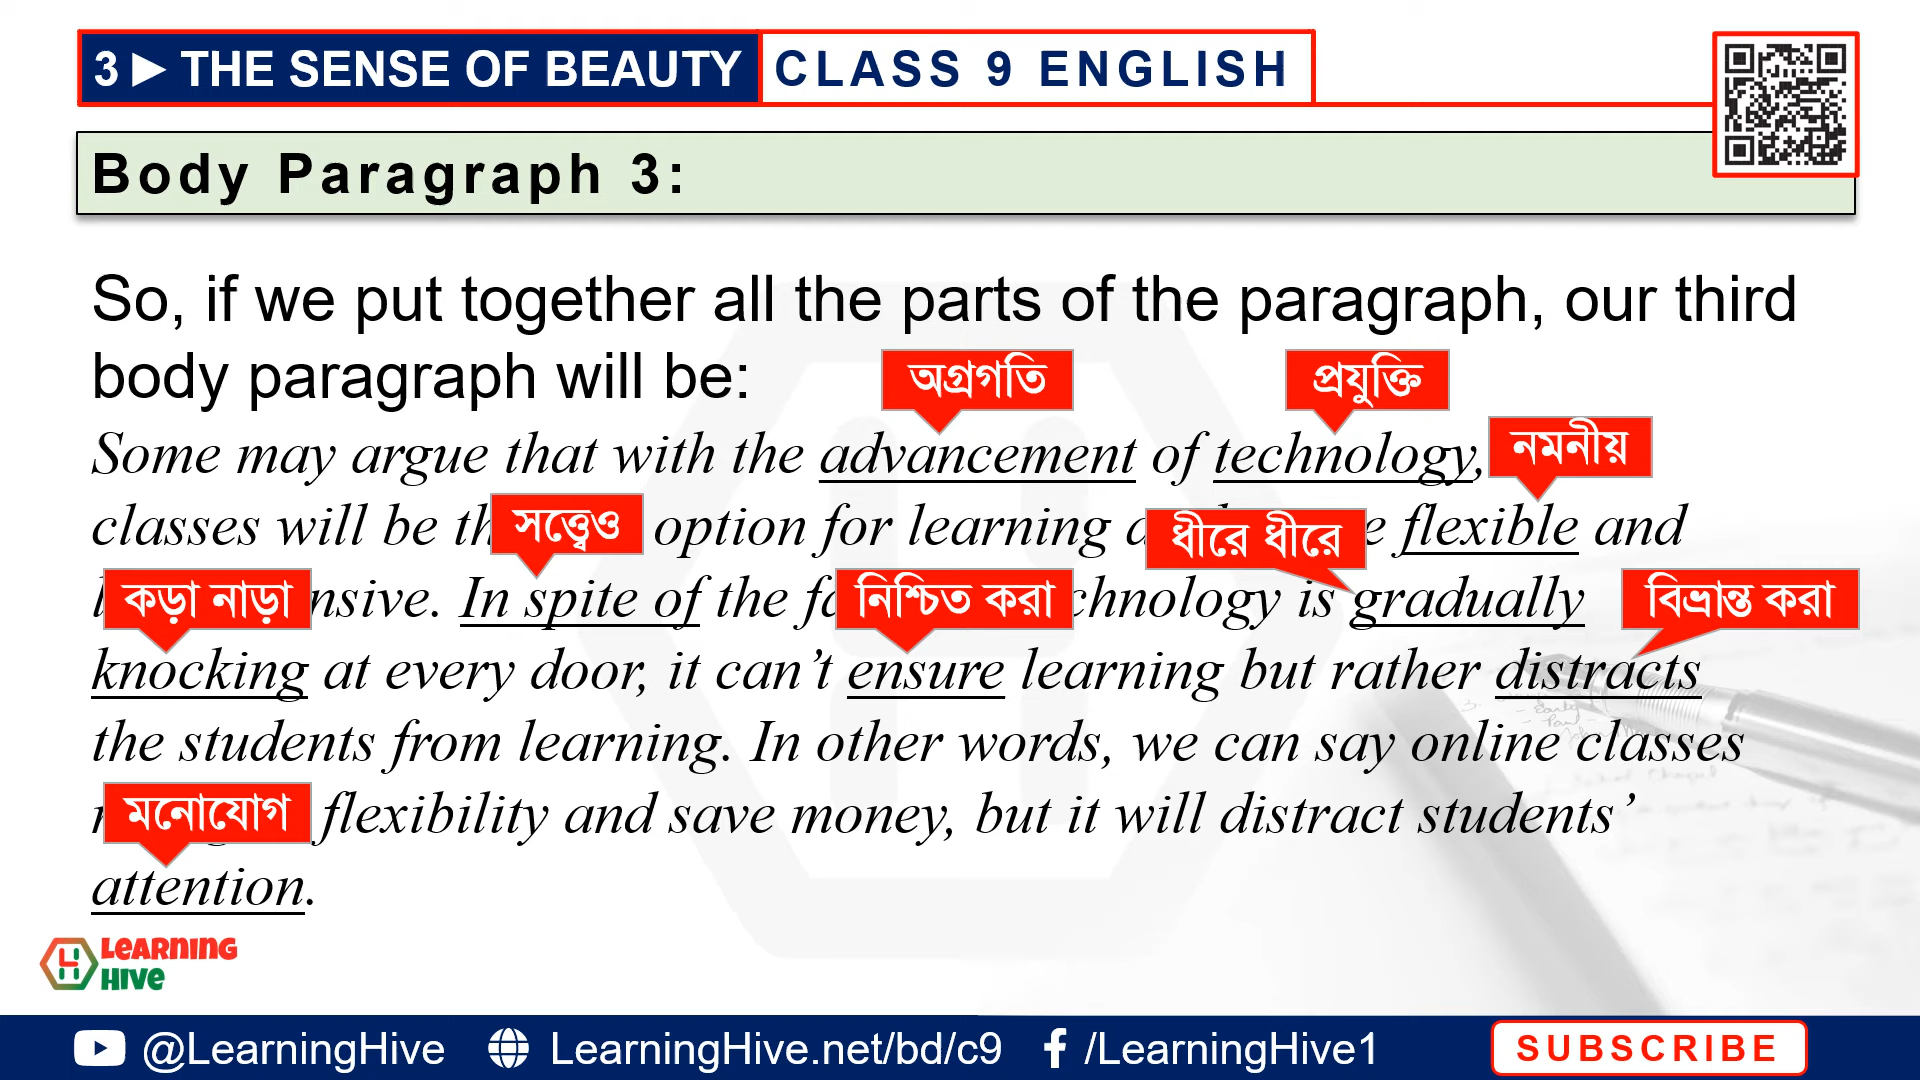 3 ▶ THE SENSE OF BEAUTY CLASS 9 ENGLISH
Body Paragraph 3:
So, if we put together all the parts of the paragraph, our third
body paragraph will be:
অগ্রগতি প্রযুক্তি
Some may argue that with the advancement of technology,
নমনীয়
সত্ত্বেও ধীরে ধীরে
classes will be option for learning flexible and
কড়া নাড়া নিশ্চিত করা বিভ্রান্ত করা
In spite of the is gradually
knocking at every door, it can’t ensure learning but rather distracts
the students from learning. In other words, we can say online classes
মনোযোগ
flexibility and save money, but it will distract students’
attention.
LEARNING
HIVE
@LearningHive LearningHive.net/bd/c9 /LearningHive1 SUBSCRIBE